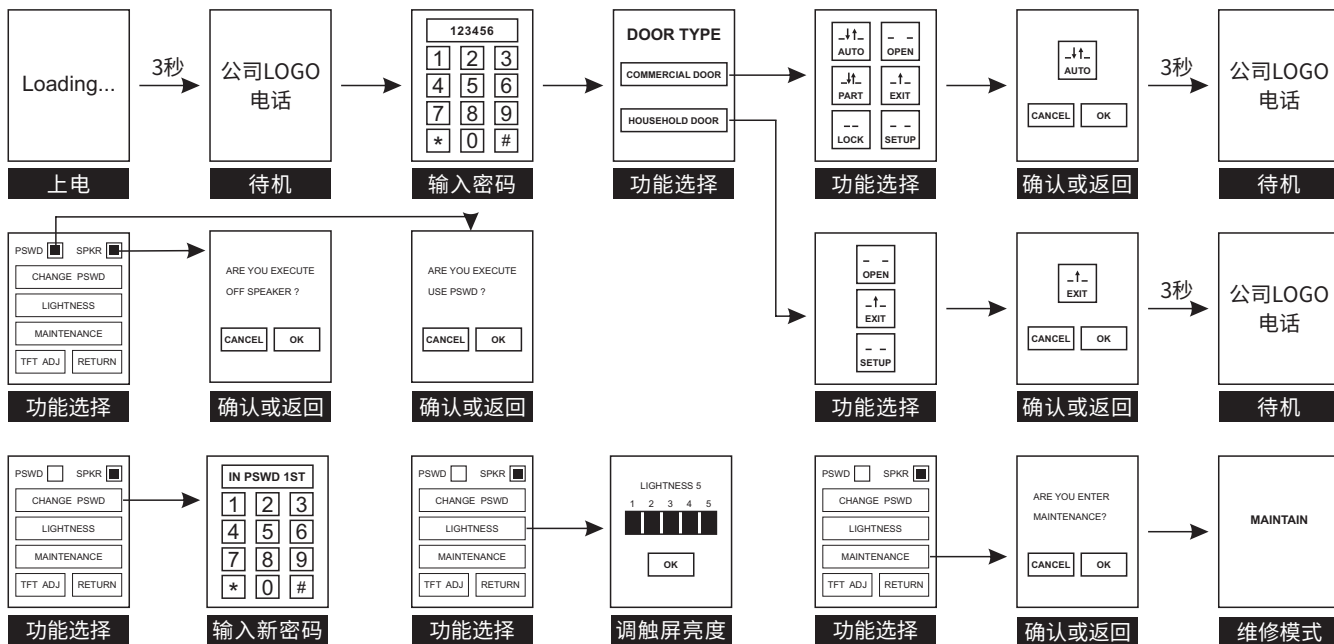 Loading...
上电
3秒
公司LOGO
电话
待机
123456
1 2 3
4 5 6
7 8 9
* 0 #
输入密码
DOOR TYPE
COMMERCIAL DOOR
HOUSEHOLD DOOR
功能选择
AUTO OPEN
PART EXIT
LOCK SETUP
功能选择
AUTO
CANCEL OK
确认或返回
3秒
公司LOGO
电话
待机
PSWD SPKR
CHANGE PSWD
LIGHTNESS
MAINTENANCE
TFT ADJ RETURN
功能选择
ARE YOU EXECUTE
OFF SPEAKER ?
CANCEL OK
确认或返回
ARE YOU EXECUTE
USE PSWD ?
CANCEL OK
确认或返回
OPEN
EXIT
SETUP
功能选择
EXIT
CANCEL OK
确认或返回
3秒
公司LOGO
电话
待机
PSWD SPKR
CHANGE PSWD
LIGHTNESS
MAINTENANCE
TFT ADJ RETURN
功能选择
IN PSWD 1ST
1 2 3
4 5 6
7 8 9
* 0 #
输入新密码
PSWD SPKR
CHANGE PSWD
LIGHTNESS
MAINTENANCE
TFT ADJ RETURN
功能选择
LIGHTNESS 5
1 2 3 4 5
OK
调触屏亮度
PSWD SPKR
CHANGE PSWD
LIGHTNESS
MAINTENANCE
TFT ADJ RETURN
功能选择
ARE YOU ENTER
MAINTENANCE?
CANCEL OK
确认或返回
MAINTAIN
维修模式